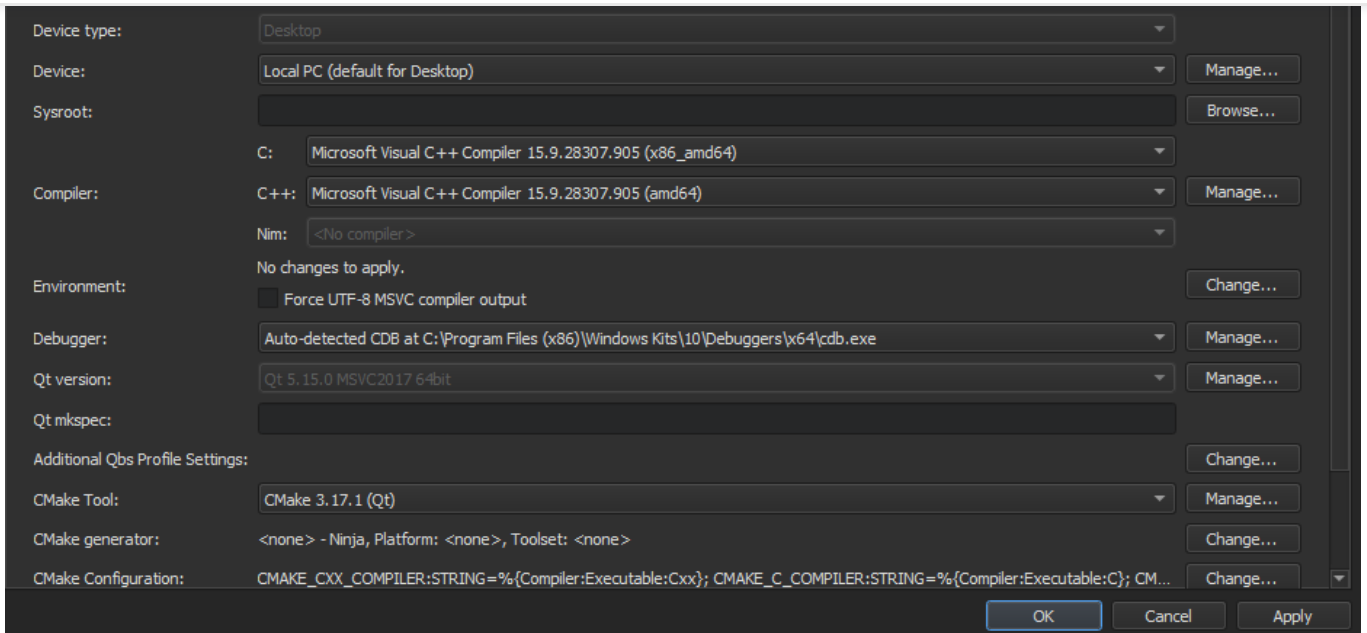 Device type: Desktop
Device: Local PC (default for Desktop) Manage...
Sysroot: Browse...
C: Microsoft Visual C++ Compiler 15.9.28307.905 (x86_amd64)
Compiler: C++: Microsoft Visual C++ Compiler 15.9.28307.905 (amd64) Manage...
Nim: <No compiler>
No changes to apply.
Environment: Change...
Force UTF-8 MSVC compiler output
Debugger: Auto-detected CDB at C:\Program Files (x86)\Windows Kits\10\Debuggers\x64\cdb.exe Manage...
Qt version: Qt 5.15.0 MSVC2017 64bit Manage...
Qt mkspec:
Additional Qbs Profile Settings: Change...
CMake Tool: CMake 3.17.1 (Qt) Manage...
CMake generator: <none> - Ninja, Platform: <none>, Toolset: <none> Change...
CMake Configuration: CMAKE_CXX_COMPILER:STRING=%{Compiler:Executable:Cxx}; CMAKE_C_COMPILER:STRING=%{Compiler:Executable:C}; CM... Change...
OK Cancel Apply